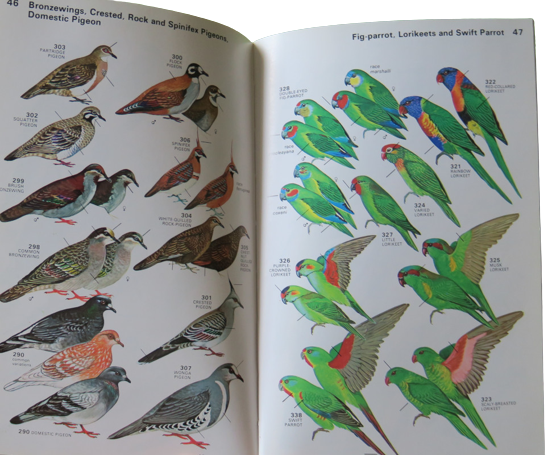 46 Bronzewings, Crested, Rock and Spinifex Pigeons,
Domestic Pigeon
303
PARTRIDGE
PIGEON
300
FLOCK
PIGEON
302
SQUATTER
PIGEON
306
SPINIFEX
PIGEON
299
BRUSH
BRONZEWING
304
WHITE-QUILLED
ROCK-PIGEON
298
COMMON
BRONZEWING
301
CRESTED
PIGEON
290
307
WONGA
PIGEON
290 DOMESTIC PIGEON
Fig-parrot, Lorikeets and Swift Parrot 47
328
DOUBLE-EYED
FIG-PARROT
race
marshalli
322
RED-COLLARED
LORIKEET
321
RAINBOW
LORIKEET
324
VARIED
LORIKEET
327
LITTLE
LORIKEET
326
PURPLE-
CROWNED
LORIKEET
325
MUSK
LORIKEET
338
SWIFT
PARROT
323
SCALY-BREASTED
LORIKEET